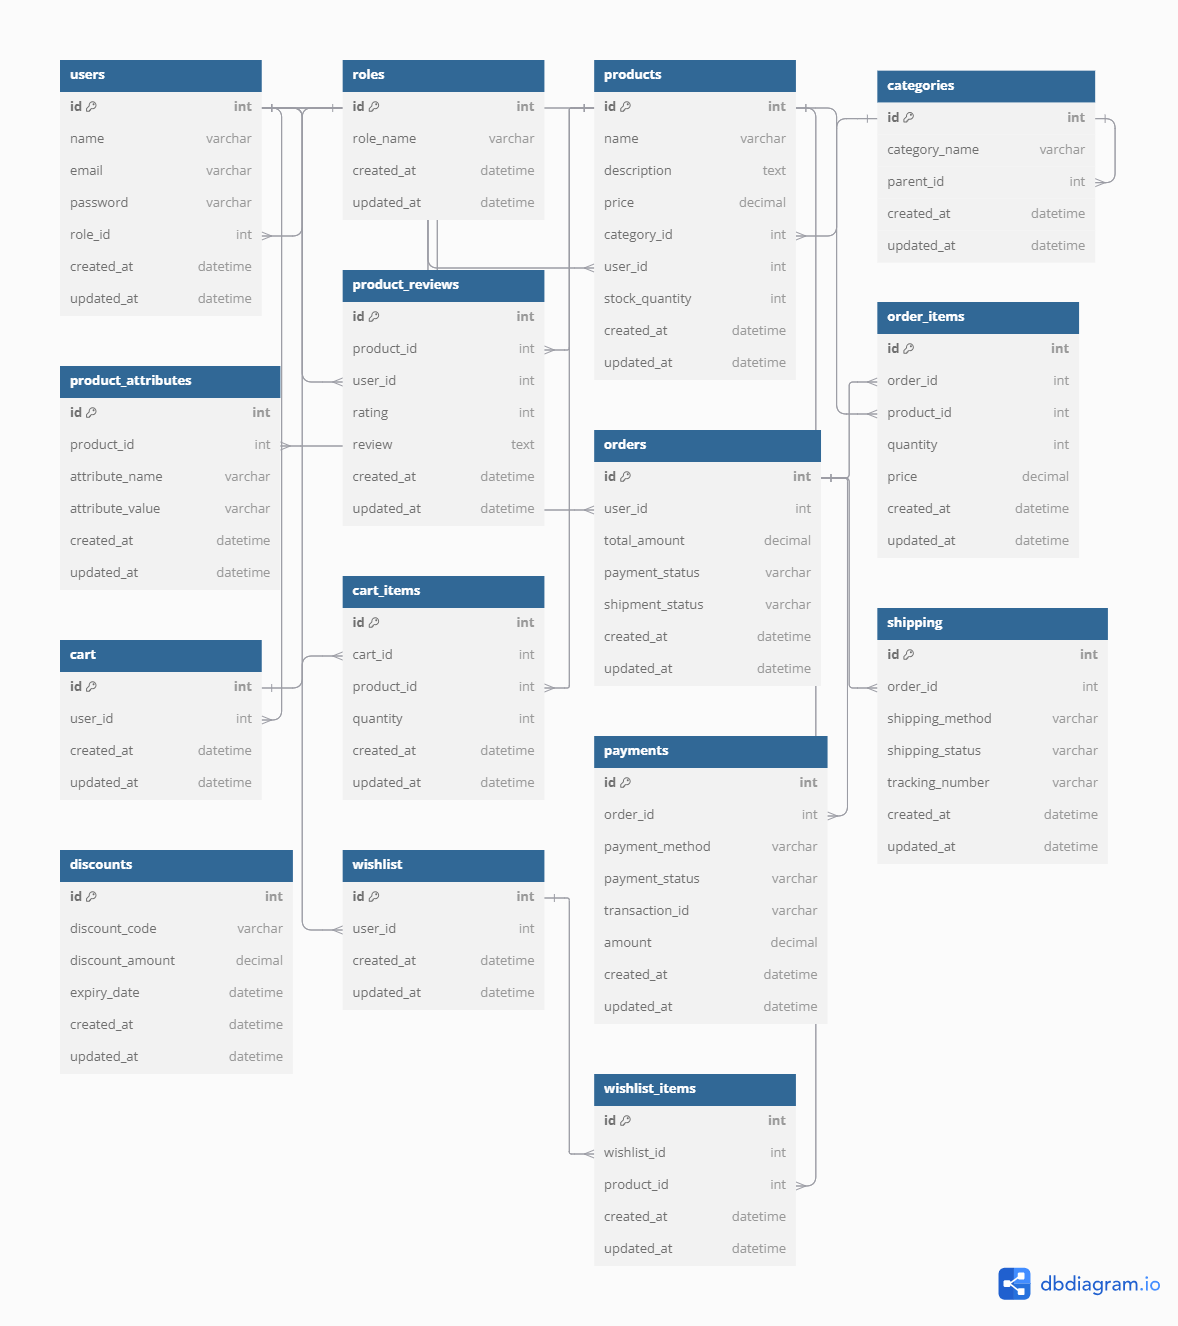 users
id int
name varchar
email varchar
password varchar
role_id int
created_at datetime
updated_at datetime
roles
id int
role_name varchar
created_at datetime
updated_at datetime
products
id int
name varchar
description text
price decimal
category_id int
user_id int
stock_quantity int
created_at datetime
updated_at datetime
categories
id int
category_name varchar
parent_id int
created_at datetime
updated_at datetime
product_reviews
id int
product_id int
user_id int
rating int
review text
created_at datetime
updated_at datetime
order_items
id int
order_id int
product_id int
quantity int
price decimal
created_at datetime
updated_at datetime
product_attributes
id int
product_id int
attribute_name varchar
attribute_value varchar
created_at datetime
updated_at datetime
orders
id int
user_id int
total_amount decimal
payment_status varchar
shipment_status varchar
created_at datetime
updated_at datetime
cart_items
id int
cart_id int
product_id int
quantity int
created_at datetime
updated_at datetime
shipping
id int
order_id int
shipping_method varchar
shipping_status varchar
tracking_number varchar
created_at datetime
updated_at datetime
cart
id int
user_id int
created_at datetime
updated_at datetime
payments
id int
order_id int
payment_method varchar
payment_status varchar
transaction_id varchar
amount decimal
created_at datetime
updated_at datetime
discounts
id int
discount_code varchar
discount_amount decimal
expiry_date datetime
created_at datetime
updated_at datetime
wishlist
id int
user_id int
created_at datetime
updated_at datetime
wishlist_items
id int
wishlist_id int
product_id int
created_at datetime
updated_at datetime
dbdiagram.io